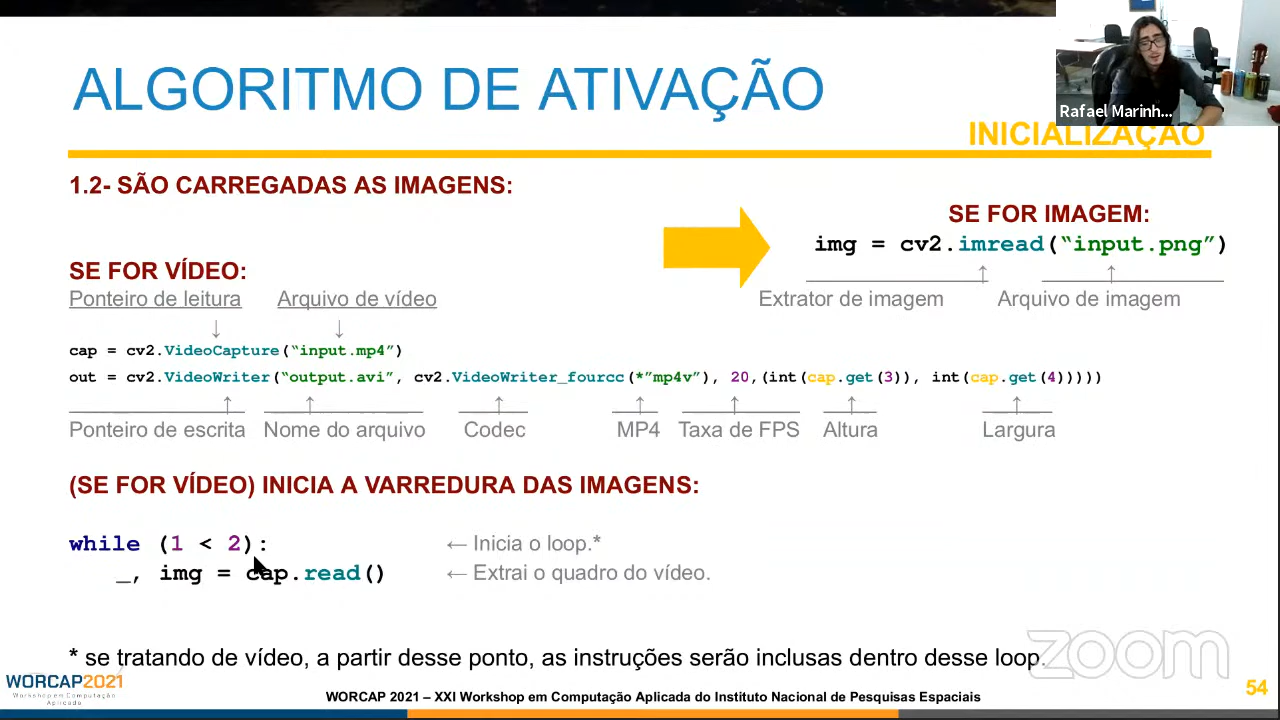 ALGORITMO DE ATIVAÇÃO
Rafael Marinh...
INICIALIZAÇÃO
1.2- SÃO CARREGADAS AS IMAGENS:
SE FOR IMAGEM:
img = cv2.imread(“input.png”)
Extrator de imagem Arquivo de imagem
SE FOR VÍDEO:
Ponteiro de leitura Arquivo de vídeo
cap = cv2.VideoCapture(“input.mp4”)
out = cv2.VideoWriter(“output.avi”, cv2.VideoWriter_fourcc(*”mp4v”), 20,(int(cap.get(3)), int(cap.get(4)))))
Ponteiro de escrita Nome do arquivo Codec MP4 Taxa de FPS Altura Largura
(SE FOR VÍDEO) INICIA A VARREDURA DAS IMAGENS:
while (1 < 2): ← Inicia o loop.*
_, img = cap.read() ← Extrai o quadro do vídeo.
* se tratando de vídeo, a partir desse ponto, as instruções serão inclusas dentro desse loop.
zoom
WORCAP2021
Workshop em Computação
Aplicada
WORCAP 2021 – XXI Workshop em Computação Aplicada do Instituto Nacional de Pesquisas Espaciais
54